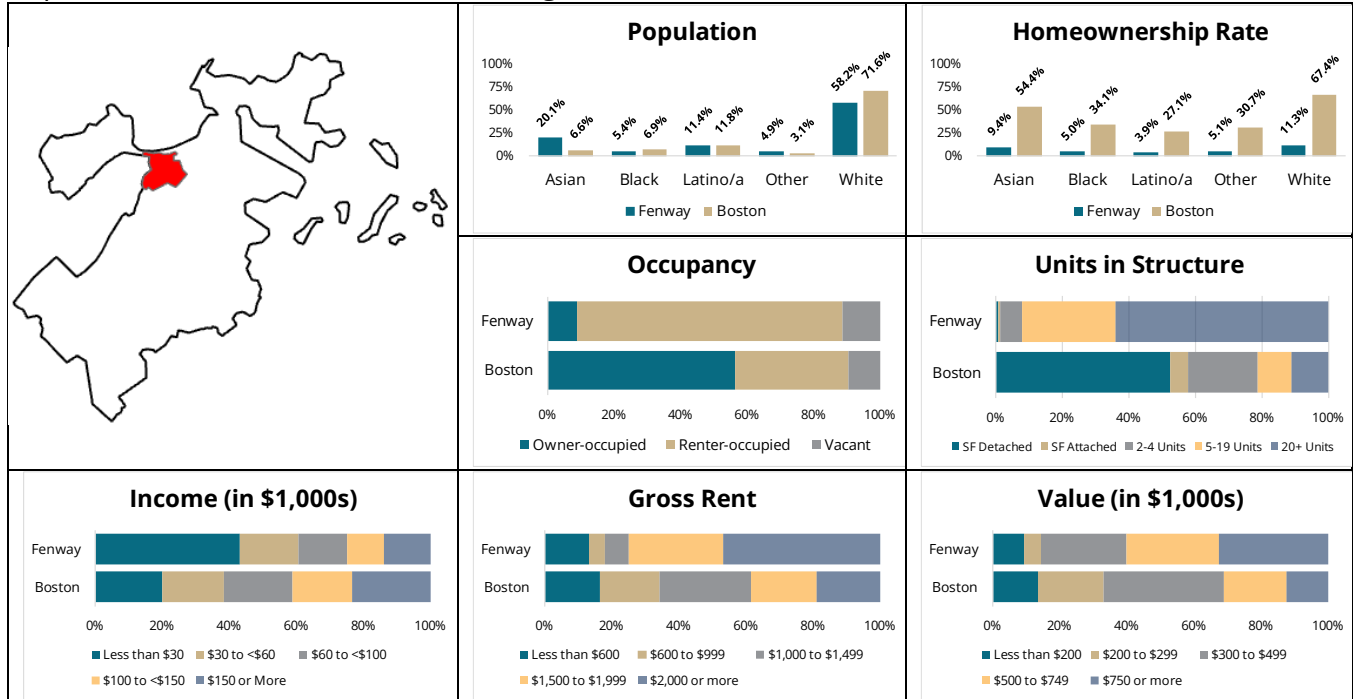 Population
100%
75%
50%
25%
0%
20.1%
6.6%
5.4%
6.9%
11.4%
11.8%
4.9%
3.1%
58.2%
71.6%
Asian Black Latino/a Other White
Fenway Boston
Homeownership Rate
100%
75%
50%
25%
0%
9.4%
54.4%
5.0%
34.1%
3.9%
27.1%
5.1%
30.7%
11.3%
67.4%
Asian Black Latino/a Other White
Fenway Boston
Occupancy
Fenway
Boston
0% 20% 40% 60% 80% 100%
Owner-occupied Renter-occupied Vacant
Units in Structure
Fenway
Boston
0% 20% 40% 60% 80% 100%
SF Detached SF Attached 2-4 Units 5-19 Units 20+ Units
Income (in $1,000s)
Fenway
Boston
0% 20% 40% 60% 80% 100%
Less than $30 $30 to <$60 $60 to <$100
$100 to <$150 $150 or More
Gross Rent
Fenway
Boston
0% 20% 40% 60% 80% 100%
Less than $600 $600 to $999 $1,000 to $1,499
$1,500 to $1,999 $2,000 or more
Value (in $1,000s)
Fenway
Boston
0% 20% 40% 60% 80% 100%
Less than $200 $200 to $299 $300 to $499
$500 to $749 $750 or more